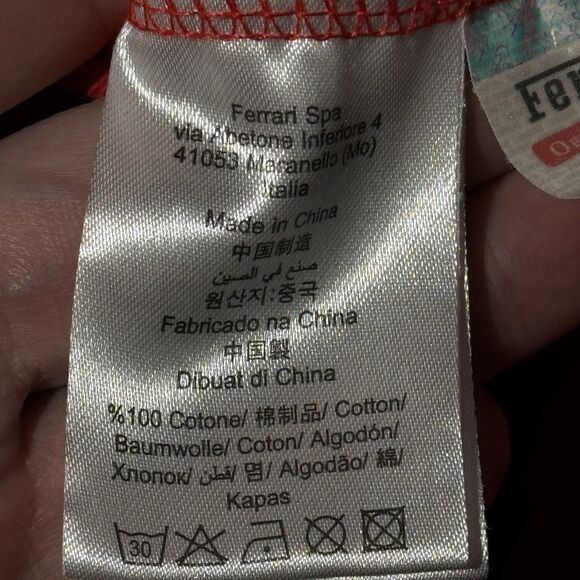 Ferrari Spa
via Abetone Inferiore 4
41053 Maranello (Mo)
Italia
Made in China
中国制造
صنع في الصين
원산지:중국
Fabricado na China
中国製
Dibuat di China
%100 Cotone/ 棉制品/ Cotton/
Baumwolle/ Coton/ Algodón/
Хлопок/ قطن/ 면/ Algodão/ 綿/
Kapas
30